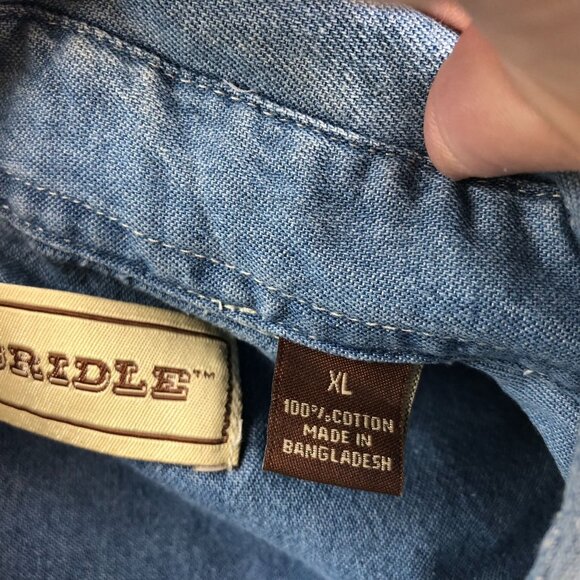 BRIDLE™
XL
100% COTTON
MADE IN
BANGLADESH